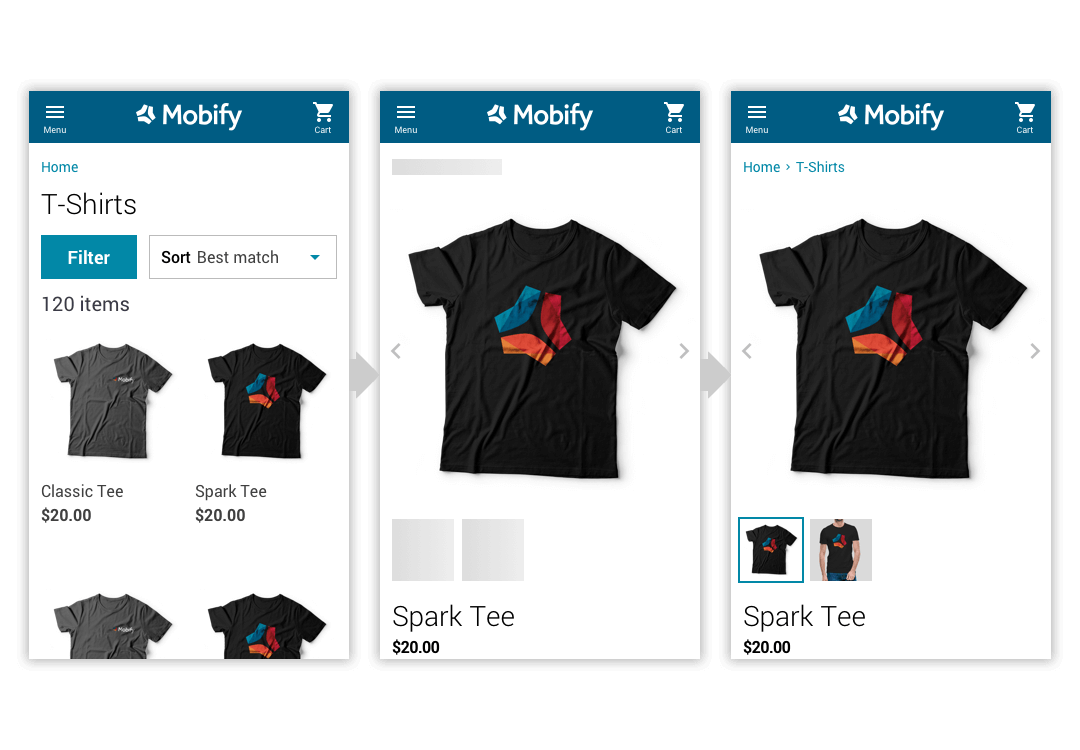 Menu
Mobify
Cart
Home
T-Shirts
Filter
Sort Best match
120 items
Mobify
Classic Tee
$20.00
Spark Tee
$20.00
Mobify
Menu
Mobify
Cart
Spark Tee
$20.00
Menu
Mobify
Cart
Home › T-Shirts
Spark Tee
$20.00